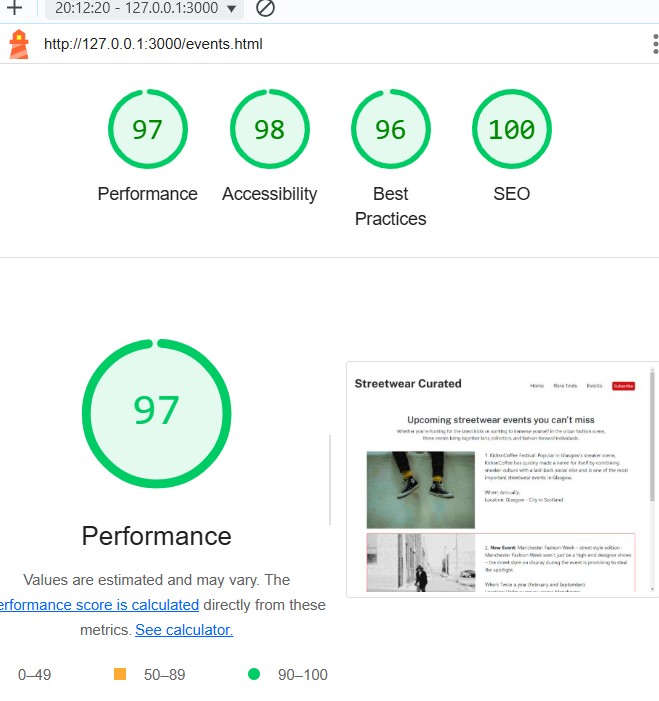 20:12:20 - 127.0.0.1:3000
http://127.0.0.1:3000/events.html
97
98
96
100
Performance
Accessibility
Best
Practices
SEO
97
Performance
Values are estimated and may vary. The
erformance score is calculated directly from these
metrics. See calculator.
0–49
50–89
90–100
Streetwear Curated
Home
Rare finds
Events
Subscribe
Upcoming streetwear events you can't miss
Whether you're hunting for the latest kicks or wanting to immerse yourself in the urban fashion scene,
these events bring together fans, collectors, and fashion-forward individuals.
1. KicksnCoffee Festival: Popular in Glasgow's sneaker scene,
KicksnCoffee has quickly made a name for itself by combining
sneaker culture with a laid-back social vibe and is one of the most
important streetwear events in Glasgow.
When: Annually,
Location: Glasgow – City in Scotland
2. New Event: Manchester Fashion Week – street style edition :
Manchester Fashion Week won't just be a high-end designer shows
– the street style on display during the event is promising to steal
the spotlight.
When: Twice a year (February and September)